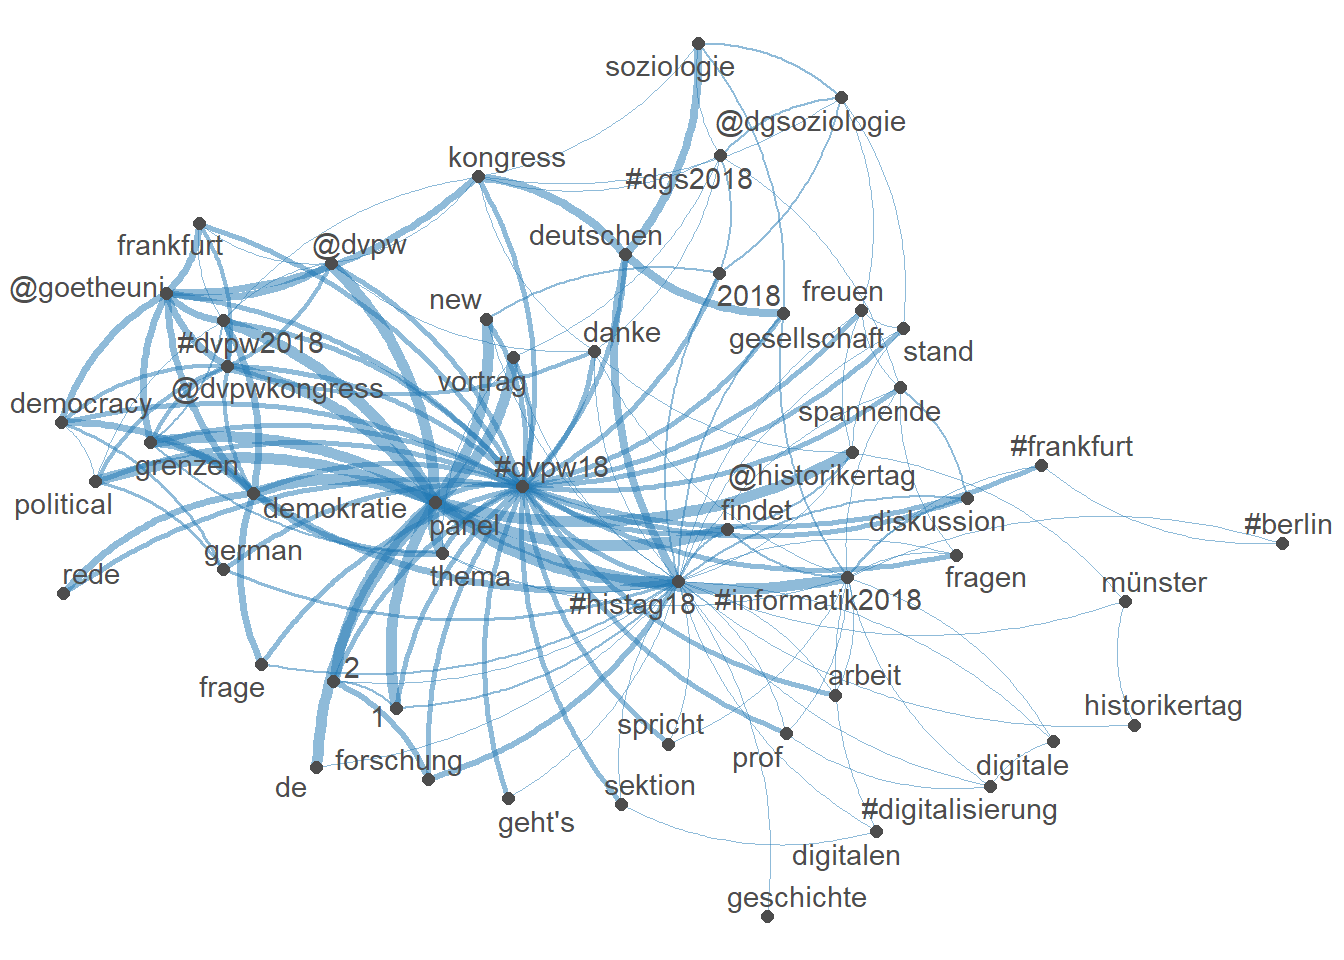 soziologie
@dgsoziologie
kongress
#dgs2018
deutschen
frankfurt
@dvpw
@goetheuni
2018
freuen
new
danke
gesellschaft
#dvpw2018
stand
vortrag
@dvpwkongress
democracy
spannende
#frankfurt
grenzen
#dvpw18
@historikertag
political
demokratie
findet
diskussion
#berlin
panel
german
rede
thema
fragen
münster
#histag18
#informatik2018
2
frage
arbeit
1
historikertag
spricht
prof
forschung
digitale
de
sektion
#digitalisierung
geht's
digitalen
geschichte